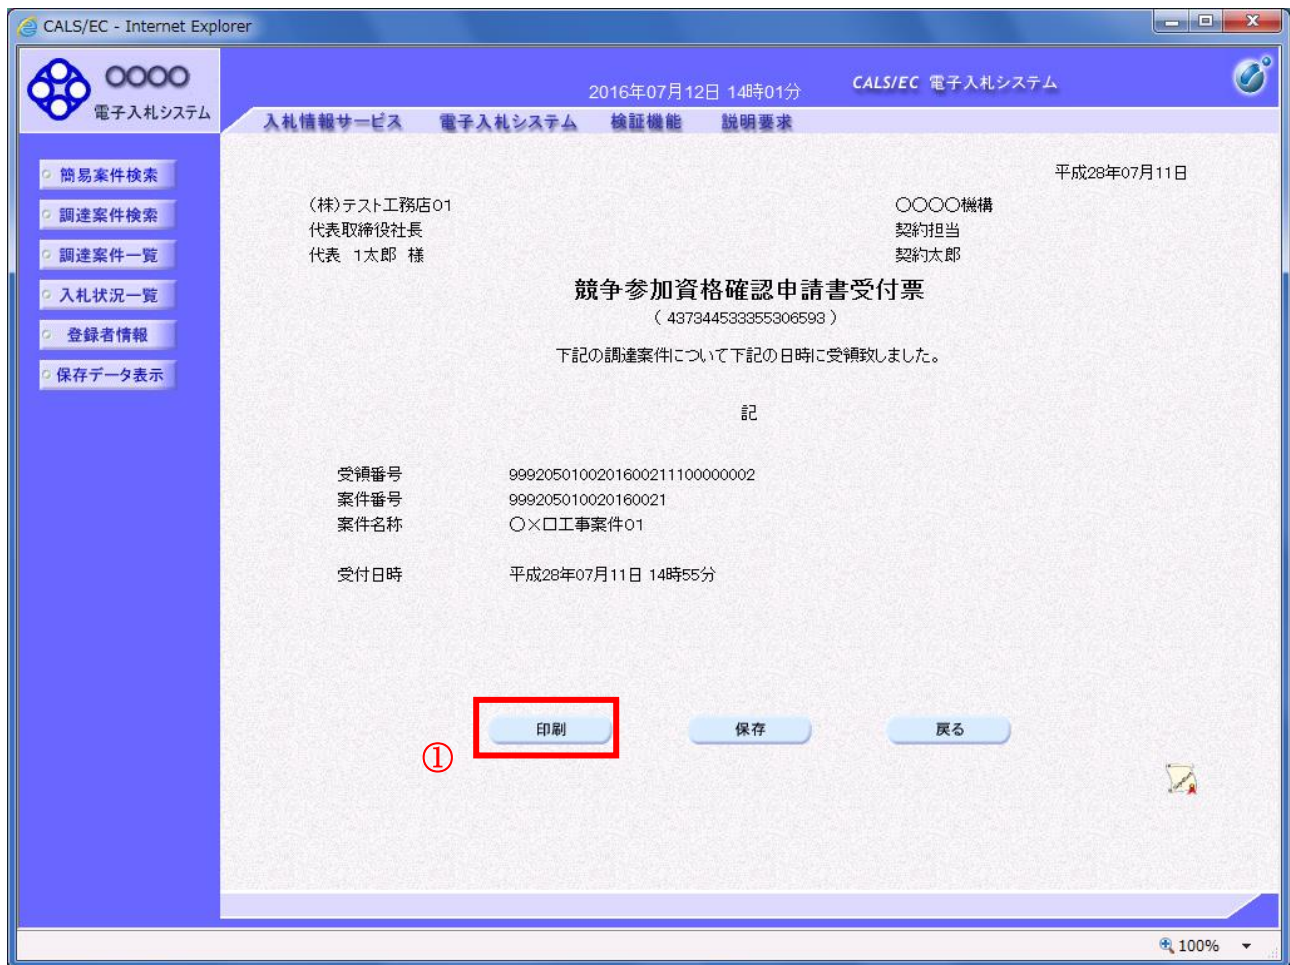 CALS/EC - Internet Explorer
〇〇〇〇
電子入札システム
2016年07月12日 14時01分
CALS/EC 電子入札システム
入札情報サービス 電子入札システム 検証機能 説明要求
簡易案件検索
調達案件検索
調達案件一覧
入札状況一覧
登録者情報
保存データ表示
平成28年07月11日
(株)テスト工務店01
〇〇〇〇機構
代表取締役社長
契約担当
代表 1太郎 様
契約太郎
競争参加資格確認申請書受付票
( 437344533355306593 )
下記の調達案件について下記の日時に受領致しました。
記
受領番号 9992050100201600211100000002
案件番号 999205010020160021
案件名称 〇×口工事案件01
受付日時 平成28年07月11日 14時55分
① 印刷 保存 戻る
100%